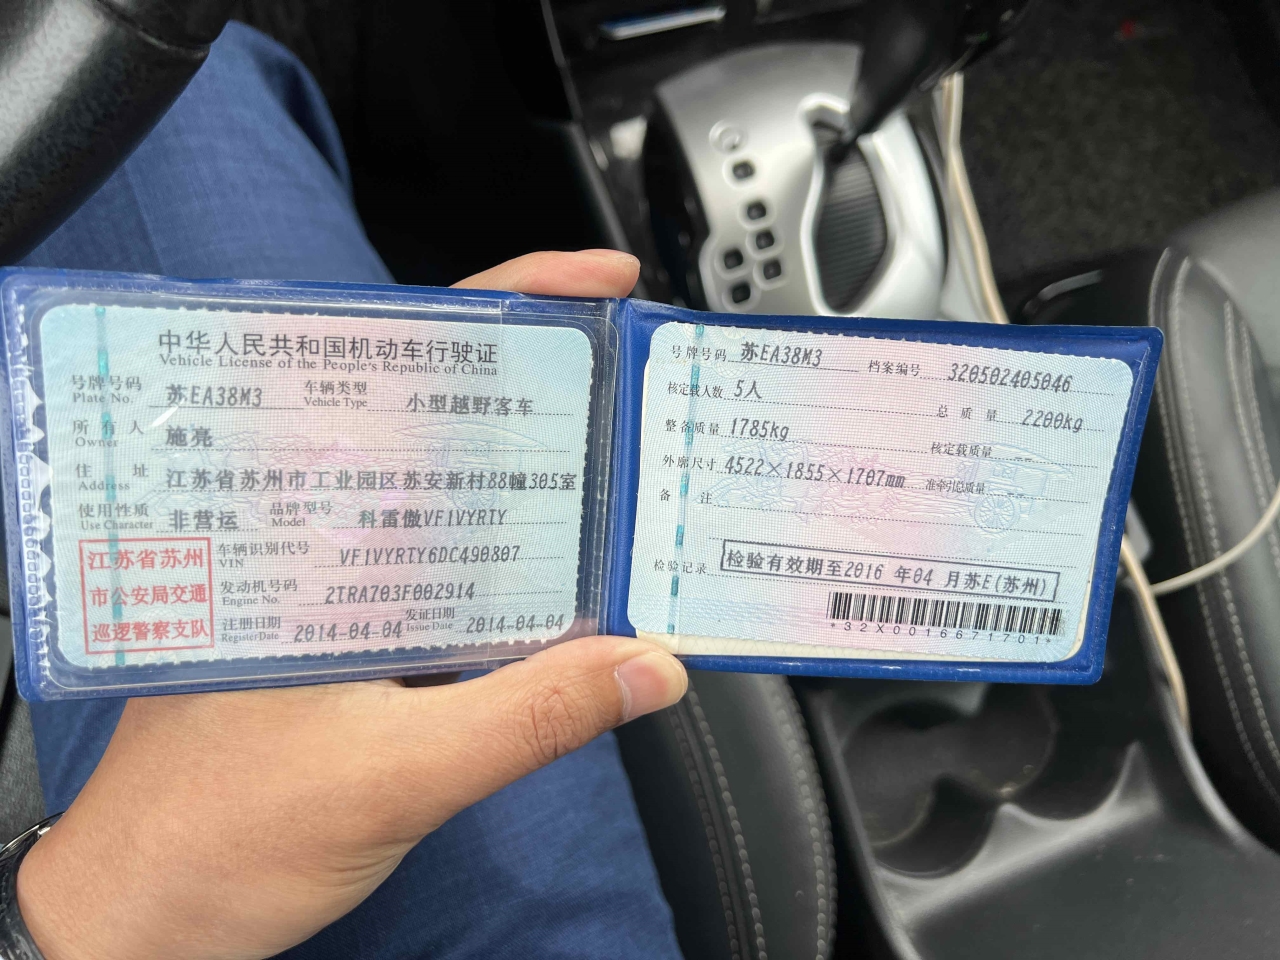 中华人民共和国机动车行驶证
Vehicle License of the People's Republic of China
号牌号码 苏EA38M3 车辆类型 小型越野客车
Plate No. Vehicle Type
所有人 施亮
Owner
住址 江苏省苏州市工业园区苏安新村88幢305室
Address
使用性质 非营运 品牌型号 科雷傲VF1VYRTY
Use Character Model
江苏省苏州
市公安局交通
巡逻警察支队
车辆识别代号 VF1VYRTY6DC490807
VIN
发动机号码 2TRA703F002914
Engine No.
注册日期 2014-04-04 发证日期 2014-04-04
Register Date Issue Date
号牌号码 苏EA38M3 档案编号 320502405046
核定载人数 5人 总质量 2200kg
整备质量 1785kg 核定载质量 --
外廓尺寸 4522×1855×1707mm 准牵引总质量 --
备注
检验记录 检验有效期至2016 年04 月苏E(苏州)
*32X0016671701*